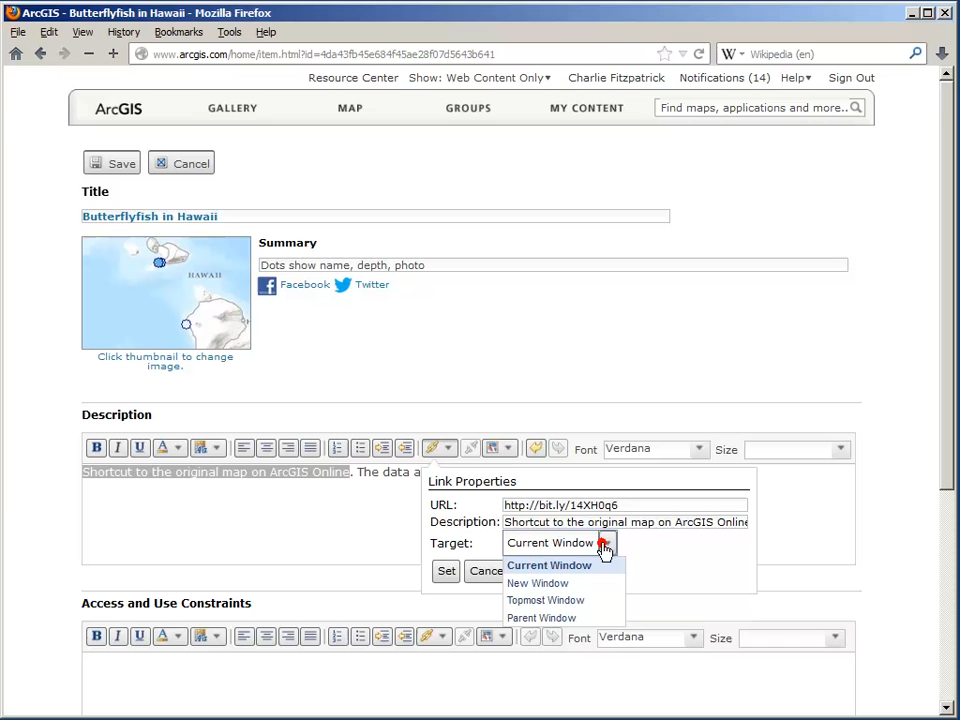 ArcGIS - Butterflyfish in Hawaii - Mozilla Firefox
File Edit View History Bookmarks Tools Help
www.arcgis.com/home/item.html?id=4da43fb45e684f45ae28f07d5643b641 Wikipedia (en)
Resource Center Show: Web Content Only Charlie Fitzpatrick Notifications (14) Help Sign Out
ArcGIS GALLERY MAP GROUPS MY CONTENT Find maps, applications and more..
Save Cancel
Title
Butterflyfish in Hawaii
Summary
Dots show name, depth, photo
HAWAII
Facebook Twitter
Click thumbnail to change
image.
Description
B I U A Font Verdana Size
Shortcut to the original map on ArcGIS Online. The data a
Link Properties
URL: http://bit.ly/14XH0q6
Description: Shortcut to the original map on ArcGIS Online
Target: Current Window
Current Window
Set Cance
New Window
Topmost Window
Parent Window
Access and Use Constraints
B I U A Font Verdana Size